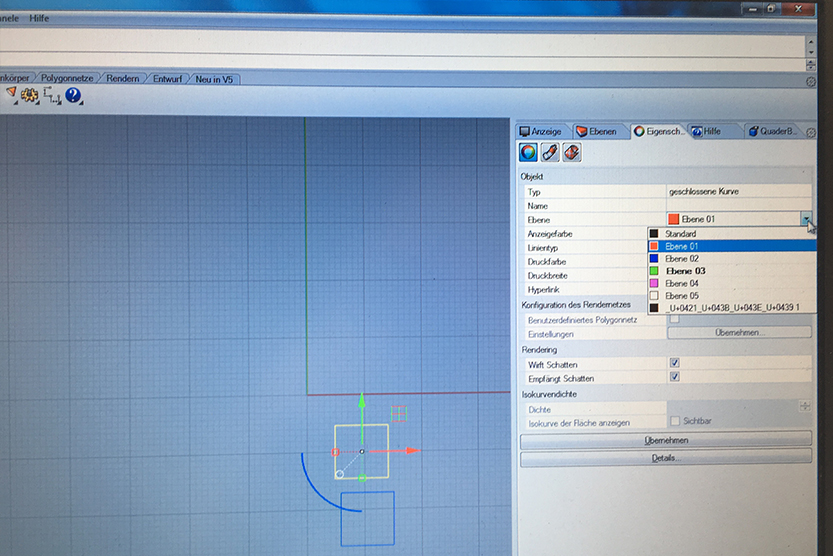 Hilfe
Polygonnetze Rendern Entwurf Neu in V5
Anzeige Ebenen Eigensch... Hilfe QuaderB...
Objekt
Typ geschlossene Kurve
Name
Ebene Ebene 01
Anzeigefarbe Standard
Linientyp Ebene 01
Druckfarbe Ebene 02
Druckbreite Ebene 03
Hyperlink Ebene 04
Ebene 05
Konfiguration des Rendernetzes _U+0421_U+043B_U+043E_U+0439 1
Benutzerdefiniertes Polygonnetz
Einstellungen Übernehmen...
Rendering
Wirft Schatten
Empfängt Schatten
Isokurvendichte
Dichte
Isokurve der Fläche anzeigen Sichtbar
Übernehmen
Details...